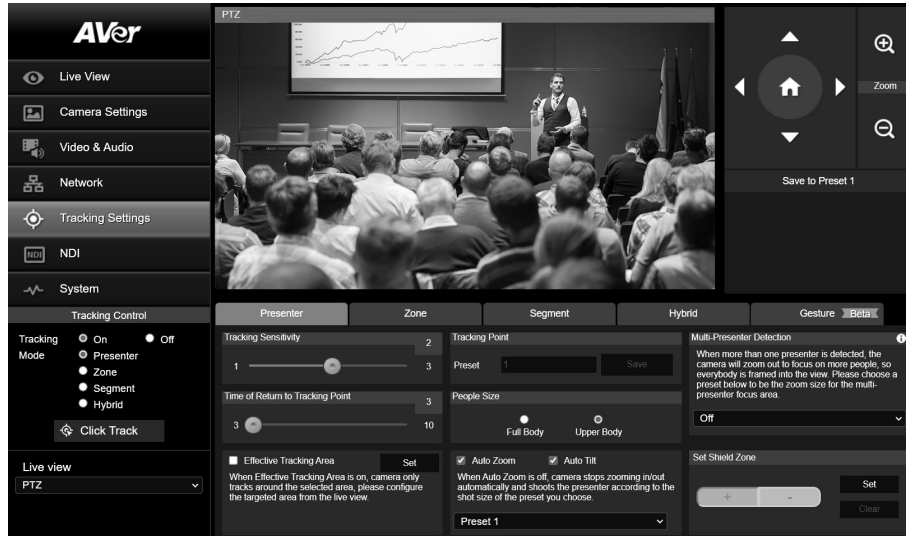 AVer
Live View
Camera Settings
Video & Audio
Network
Tracking Settings
NDI NDI
System
Tracking Control
Tracking On Off
Mode Presenter
Zone
Segment
Hybrid
Click Track
Live view
PTZ
PTZ
Zoom
Save to Preset 1
Presenter Zone Segment Hybrid Gesture Beta
Tracking Sensitivity
2
1 3
Time of Return to Tracking Point
3
3 10
Effective Tracking Area Set
When Effective Tracking Area is on, camera only
tracks around the selected area, please configure
the targeted area from the live view.
Tracking Point
Preset 1 Save
People Size
Full Body Upper Body
Auto Zoom Auto Tilt
When Auto Zoom is off, camera stops zooming in/out
automatically and shoots the presenter according to the
shot size of the preset you choose.
Preset 1
Multi-Presenter Detection
When more than one presenter is detected, the
camera will zoom out to focus on more people, so
everybody is framed into the view. Please choose a
preset below to be the zoom size for the multi-
presenter focus area.
Off
Set Shield Zone
+ - Set
Clear